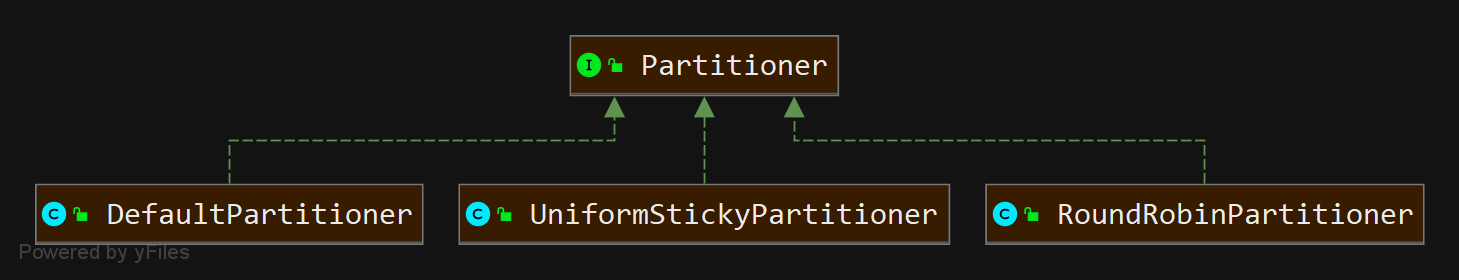 I Partitioner
C DefaultPartitioner
C UniformStickyPartitioner
C RoundRobinPartitioner
Powered by yFiles